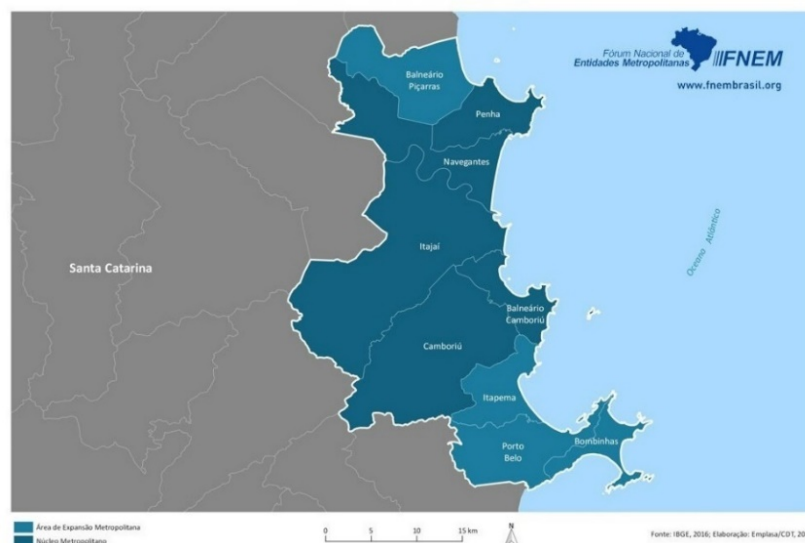 Fórum Nacional de
Entidades Metropolitanas
FNEM
www.fnembrasil.org
Balneário
Piçarras
Penha
Navegantes
Itajaí
Santa Catarina
Oceano Atlântico
Balneário
Camboriú
Camboriú
Itapema
Porto
Belo
Bombinhas
Área de Expansão Metropolitana
Núcleo Metropolitano
0 5 10 15 km
N
Fonte: IBGE, 2016; Elaboração: Emplasa/CDT, 20